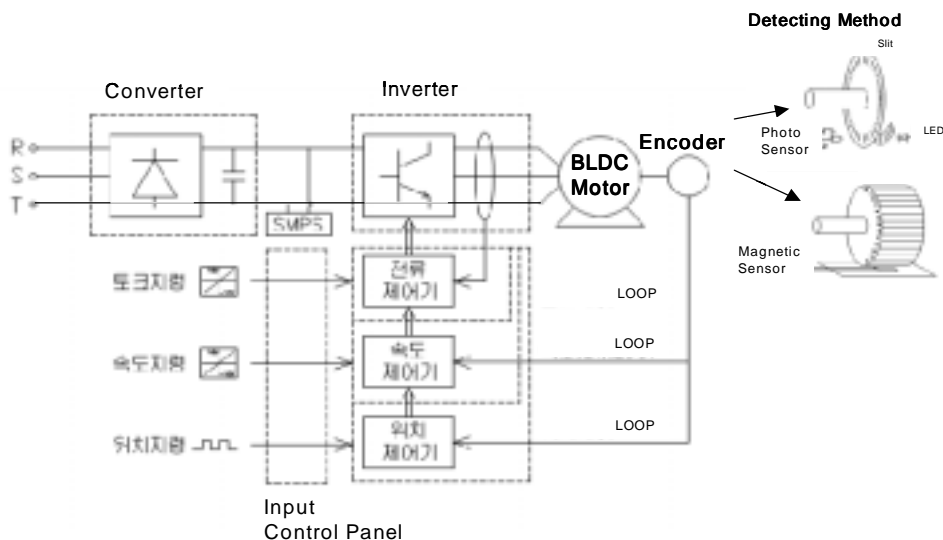 Detecting Method
Slit
Converter
Inverter
LED
Photo
Sensor
Encoder
R
S
T
BLDC
Motor
SMPS
Magnetic
Sensor
전류
제어기
토크지령
LOOP
속도
제어기
속도지령
LOOP
위치
제어기
위치지령
LOOP
Input
Control Panel